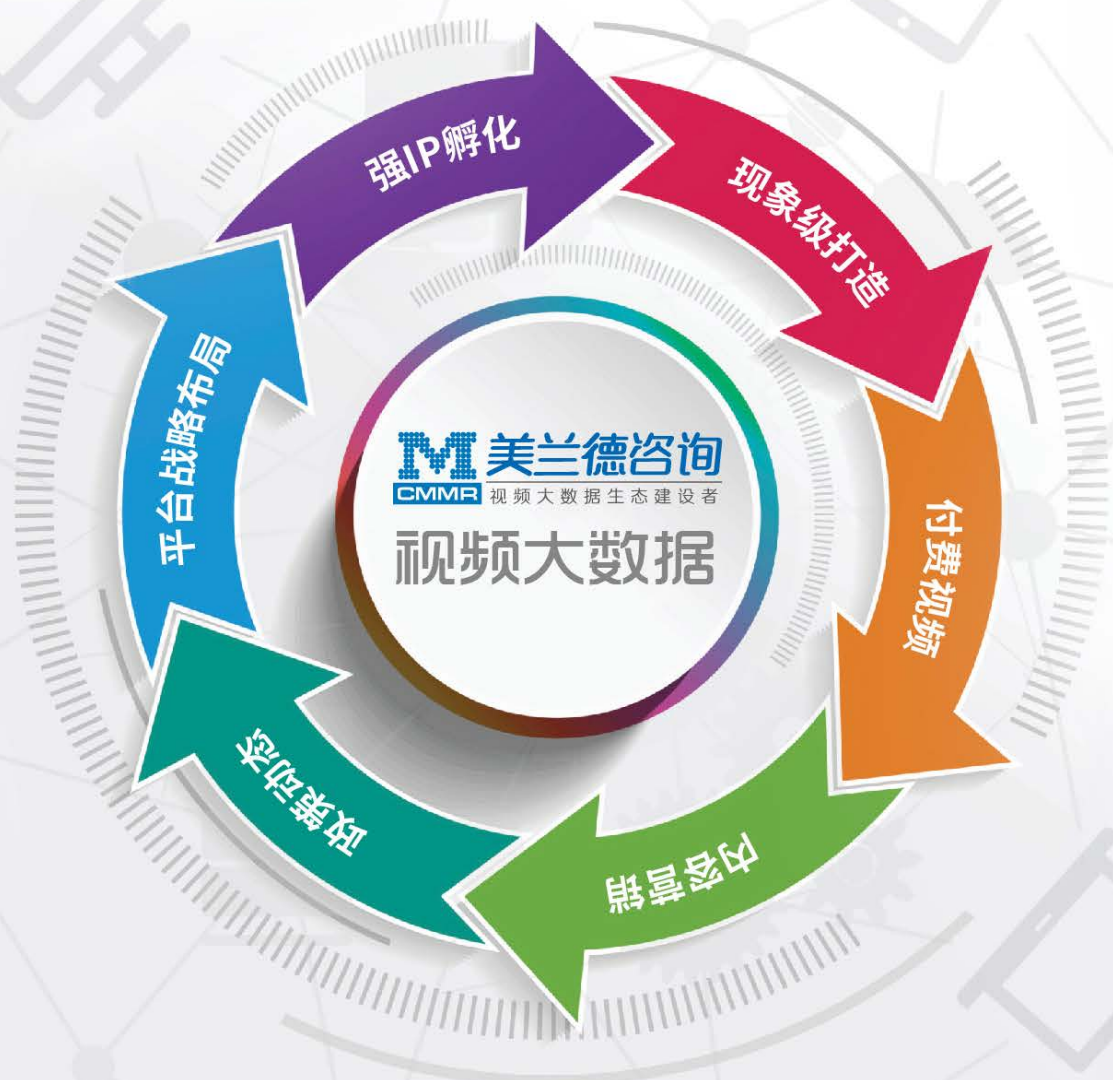 强IP孵化
现象级打造
付费视频
内容营销
政策动态
平台战略布局
美兰德咨询
CMMR 视频大数据生态建设者
视频大数据